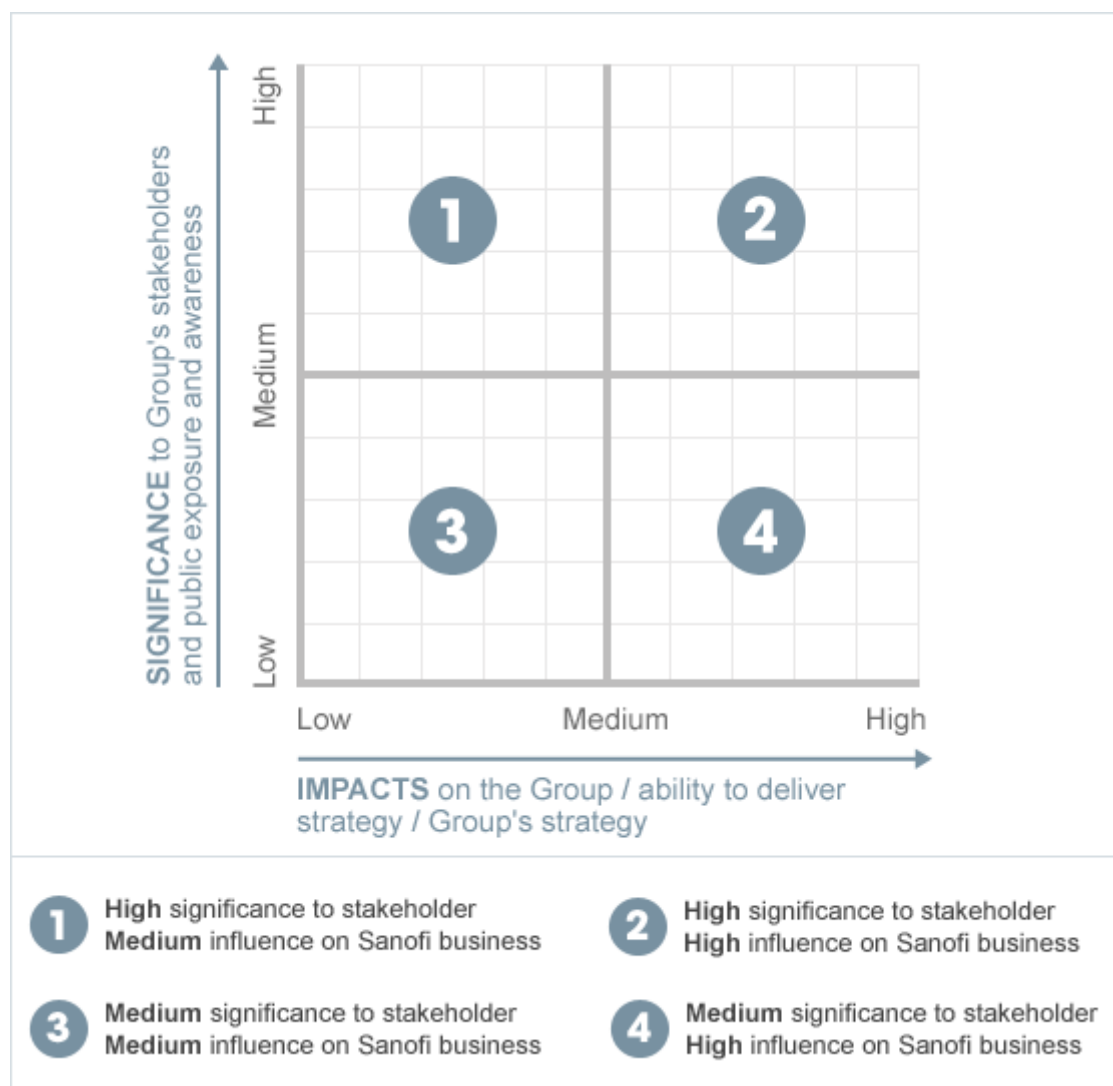 SIGNIFICANCE to Group's stakeholders
and public exposure and awareness
High
Medium
Low
1
2
3
4
Low Medium High
IMPACTS on the Group / ability to deliver
strategy / Group's strategy
1
High significance to stakeholder
Medium influence on Sanofi business
2
High significance to stakeholder
High influence on Sanofi business
3
Medium significance to stakeholder
Medium influence on Sanofi business
4
Medium significance to stakeholder
High influence on Sanofi business